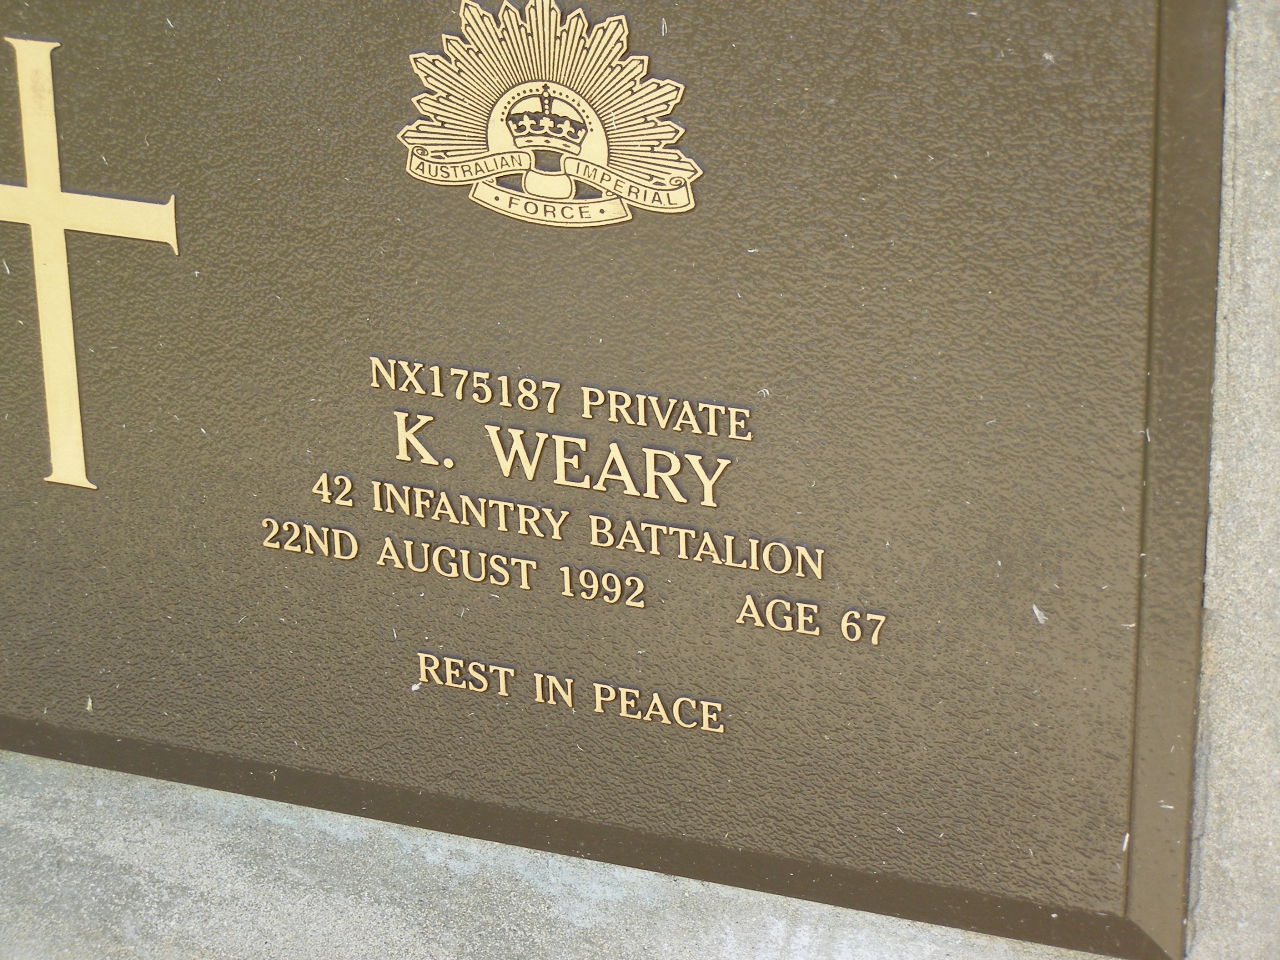 AUSTRALIAN IMPERIAL
FORCE
NX175187 PRIVATE
K. WEARY
42 INFANTRY BATTALION
22ND AUGUST 1992 AGE 67
REST IN PEACE